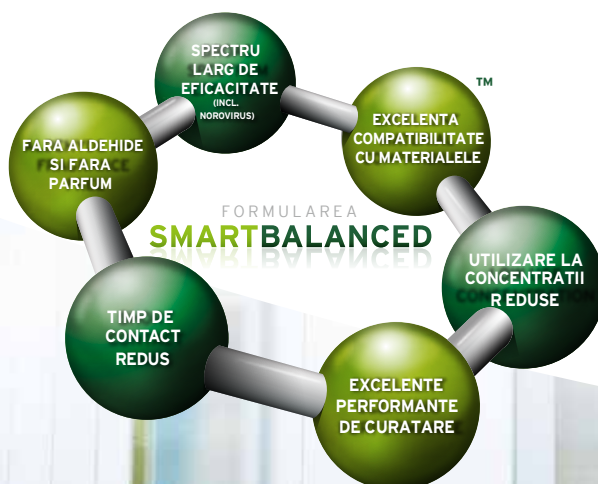 SPECTRU
LARG DE
EFICACITATE
(INCL.
NOROVIRUS)
™
EXCELENTA
COMPATIBILITATE
CU MATERIALELE
FARA ALDEHIDE
SI FARA
PARFUM
FORMULAREA
SMARTBALANCED
UTILIZARE LA
CONCENTRATII
R EDUSE
TIMP DE
CONTACT
REDUS
EXCELENTE
PERFORMANTE
DE CURATARE